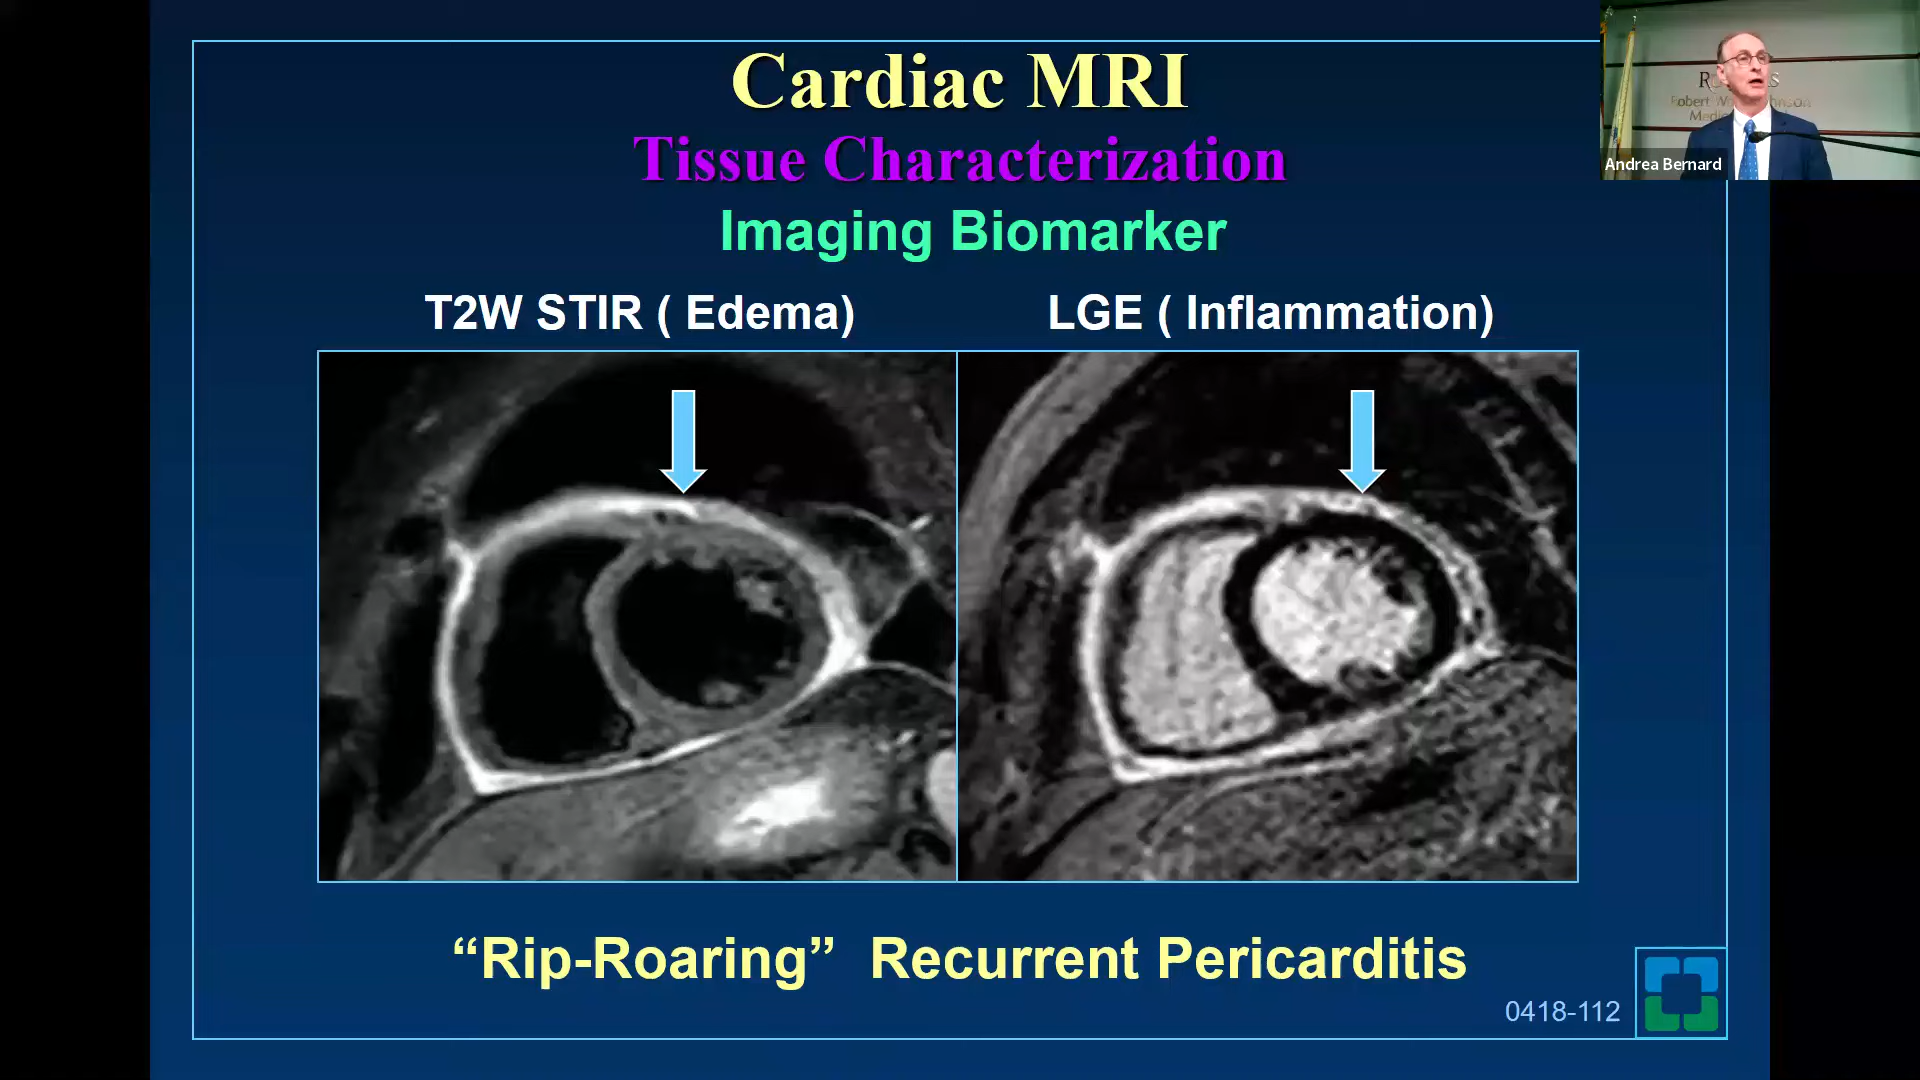 Cardiac MRI
Tissue Characterization
Imaging Biomarker
T2W STIR ( Edema)
LGE ( Inflammation)
“Rip-Roaring” Recurrent Pericarditis
0418-112
Andrea Bernard